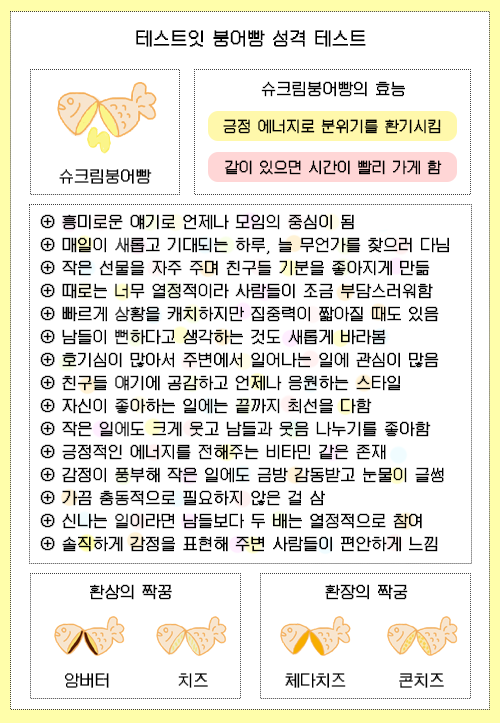 테스트잇 붕어빵 성격 테스트
슈크림붕어빵의 효능
긍정 에너지로 분위기를 환기시킴
같이 있으면 시간이 빨리 가게 함
슈크림붕어빵
⊕ 흥미로운 얘기로 언제나 모임의 중심이 됨
⊕ 매일이 새롭고 기대되는 하루, 늘 무언가를 찾으러 다님
⊕ 작은 선물을 자주 주며 친구들 기분을 좋아지게 만듦
⊕ 때로는 너무 열정적이라 사람들이 조금 부담스러워함
⊕ 빠르게 상황을 캐치하지만 집중력이 짧아질 때도 있음
⊕ 남들이 뻔하다고 생각하는 것도 새롭게 바라봄
⊕ 호기심이 많아서 주변에서 일어나는 일에 관심이 많음
⊕ 친구들 얘기에 공감하고 언제나 응원하는 스타일
⊕ 자신이 좋아하는 일에는 끝까지 최선을 다함
⊕ 작은 일에도 크게 웃고 남들과 웃음 나누기를 좋아함
⊕ 긍정적인 에너지를 전해주는 비타민 같은 존재
⊕ 감정이 풍부해 작은 일에도 금방 감동받고 눈물이 글썽
⊕ 가끔 충동적으로 필요하지 않은 걸 삼
⊕ 신나는 일이라면 남들보다 두 배는 열정적으로 참여
⊕ 솔직하게 감정을 표현해 주변 사람들이 편안하게 느낌
환상의 짝꿍
앙버터 치즈
환장의 짝궁
체다치즈 콘치즈